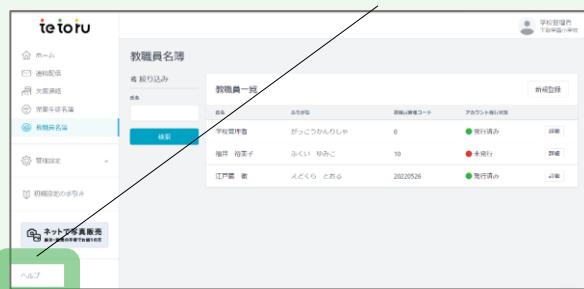 tetoru
学校管理者
下町学園小学校
ホーム
連絡配信
欠席連絡
児童生徒名簿
教職員名簿
管理設定
初期設定の手引き
ネットで写真販売
ヘルプ
教職員名簿
絞り込み
氏名
検索
教職員一覧
新規登録
氏名 ふりがな 教職員管理コード アカウント発行状況
学校管理者 がっこうかんりしゃ 0 発行済み 詳細
福井 裕美子 ふくい ゆみこ 10 未発行 詳細
江戸蔵 徹 えどくら とおる 20220526 発行済み 詳細